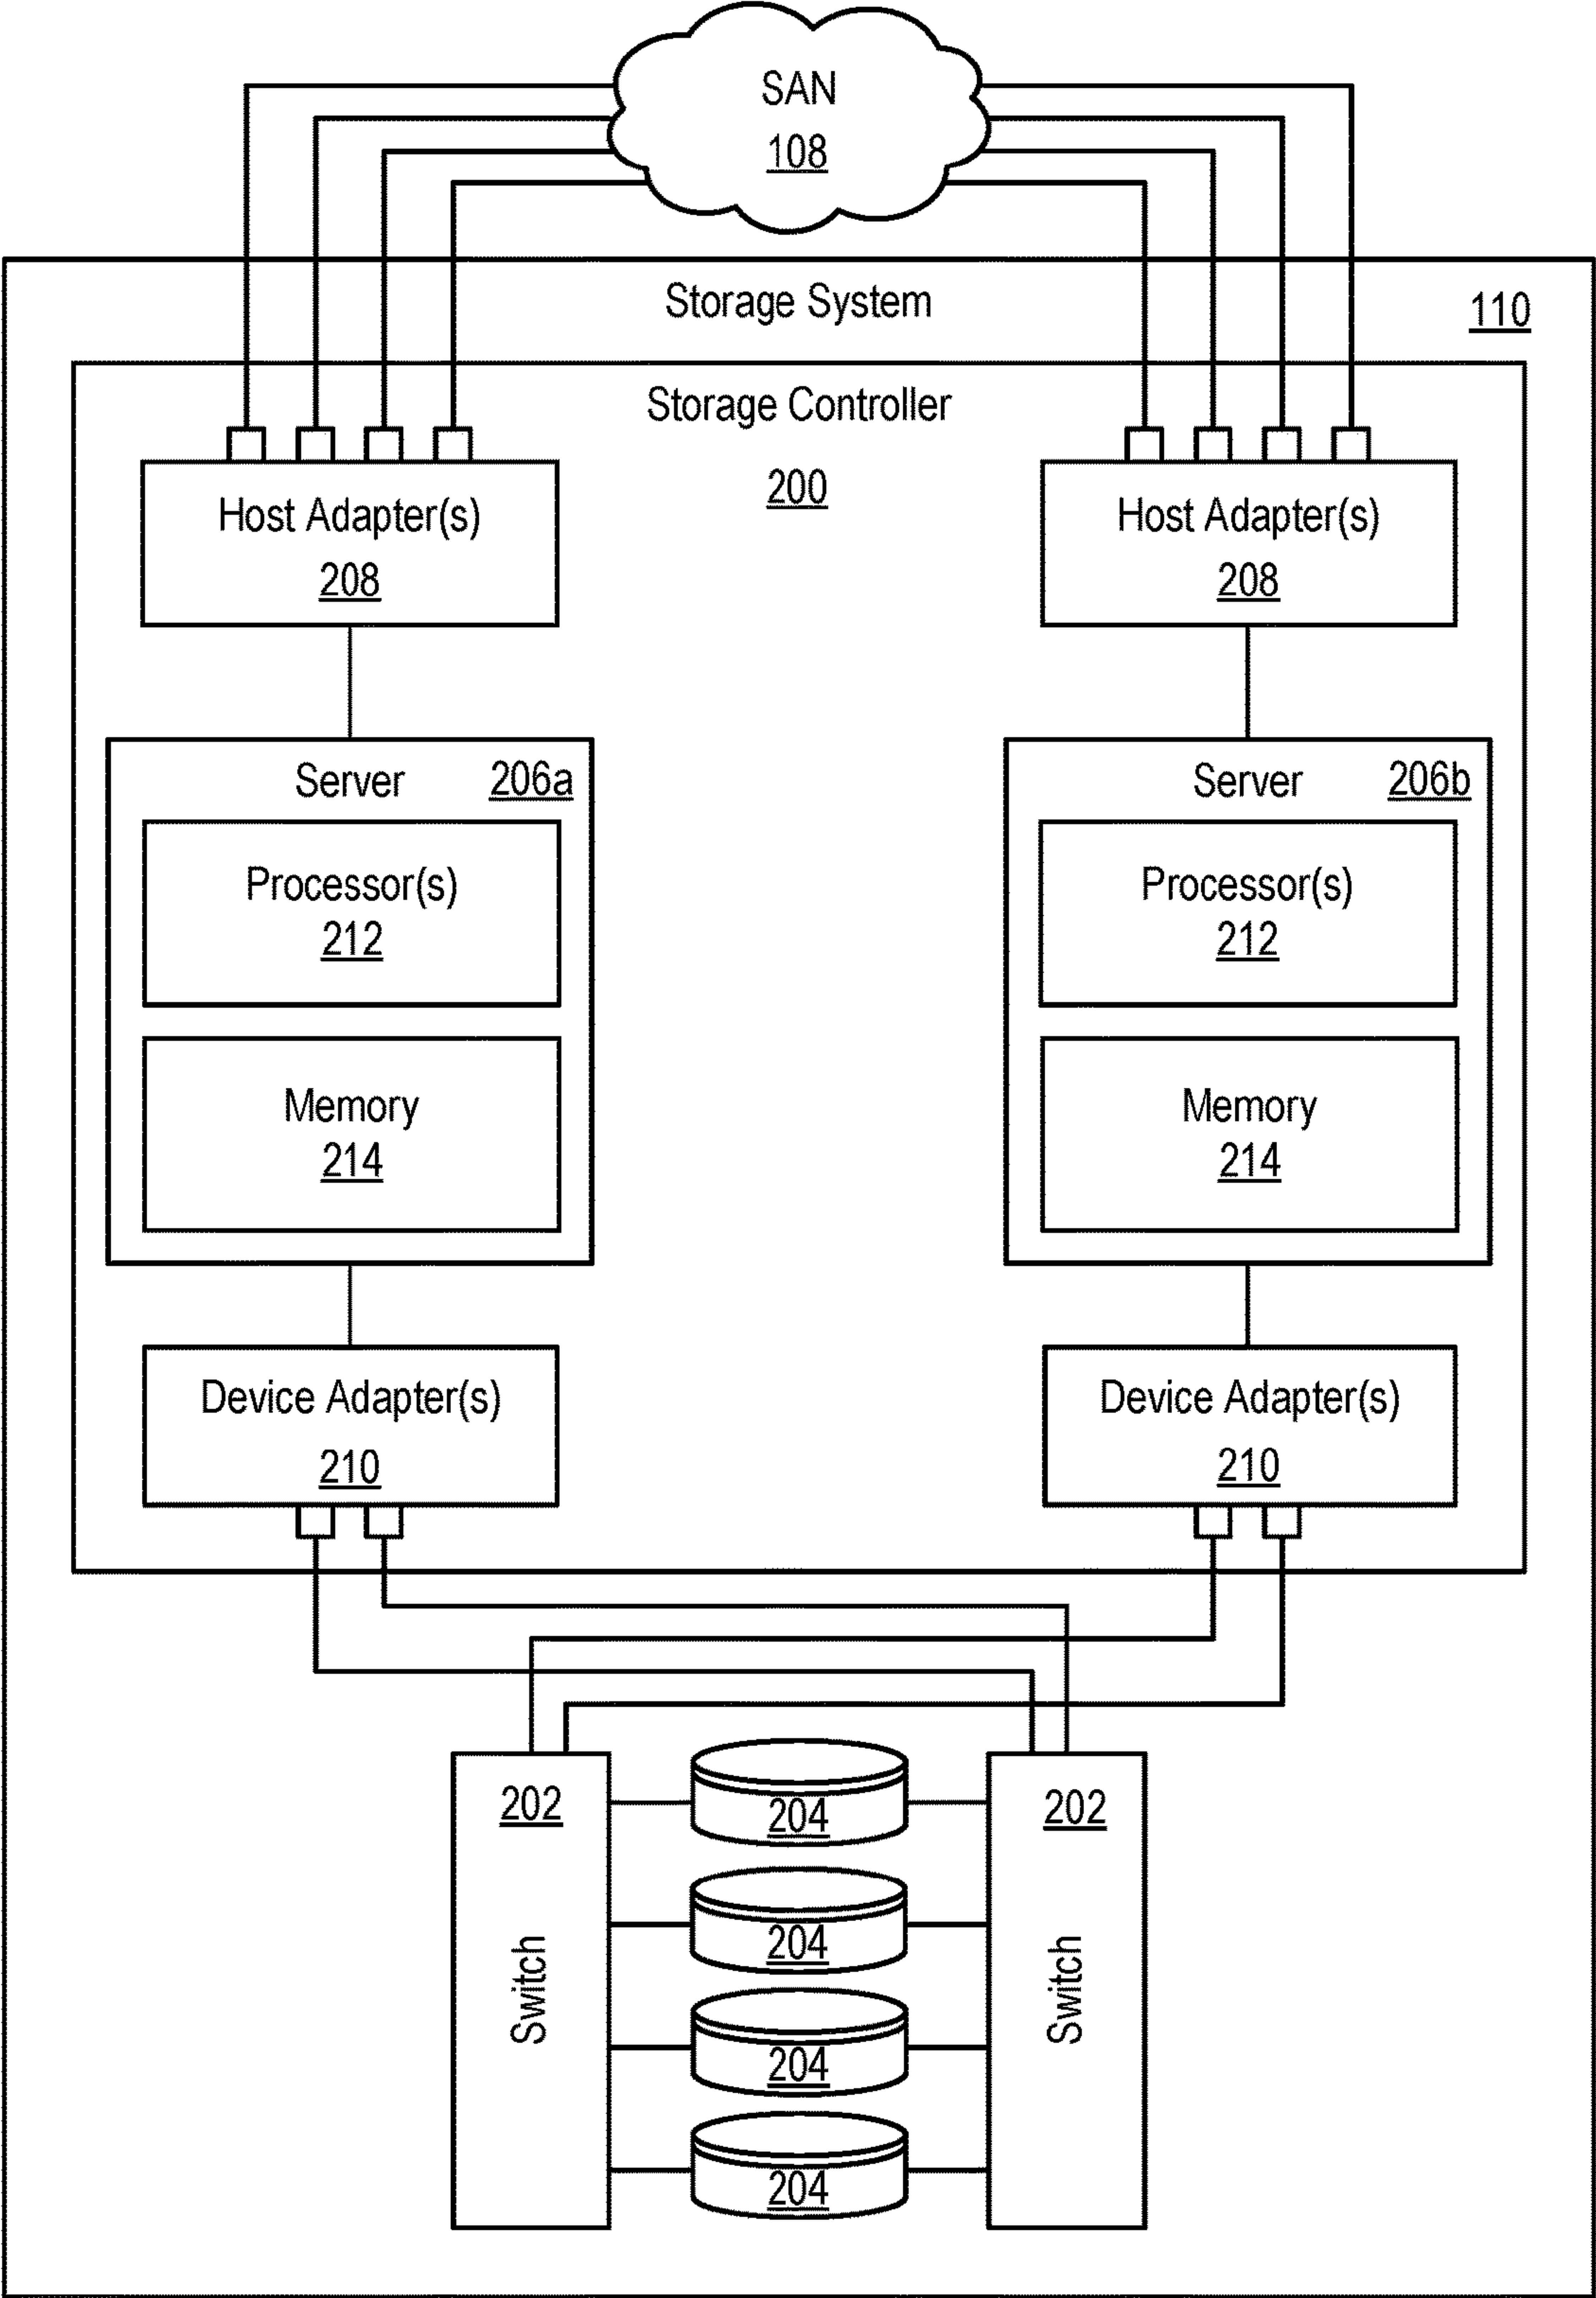 SAN
108
Storage System
110
Storage Controller
200
Host Adapter(s)
208
Host Adapter(s)
208
Server
206a
Processor(s)
212
Memory
214
Server
206b
Processor(s)
212
Memory
214
Device Adapter(s)
210
Device Adapter(s)
210
202
Switch
204
204
204
204
202
Switch